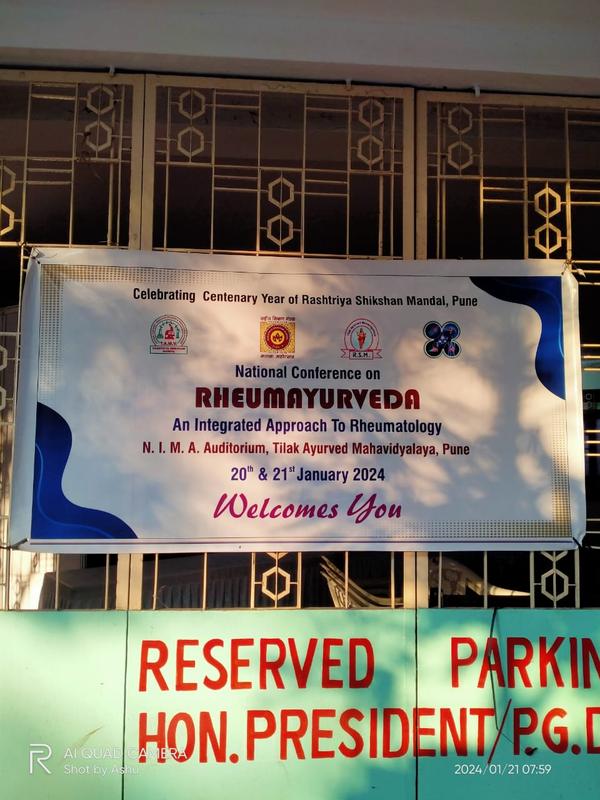 Celebrating Centenary Year of Rashtriya Shikshan Mandal, Pune
T.A.M.V.
R.S.M.
National Conference on
RHEUMAYURVEDA
An Integrated Approach To Rheumatology
N. I. M. A. Auditorium, Tilak Ayurved Mahavidyalaya, Pune
20th & 21st January 2024
Welcomes You
RESERVED PARKIN
HON.PRESIDENT/P.G.D
AI QUAD CAMERA
Shot by Ashu
2024/01/21 07:59